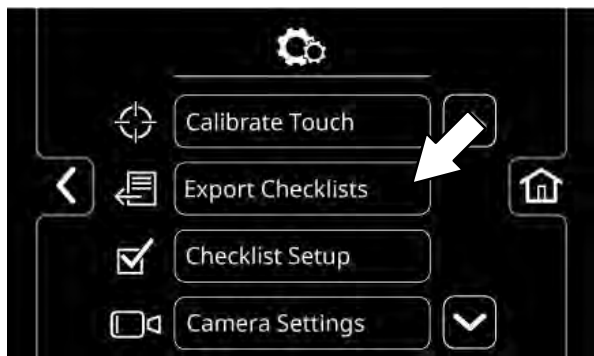 Calibrate Touch
Export Checklists
Checklist Setup
Camera Settings